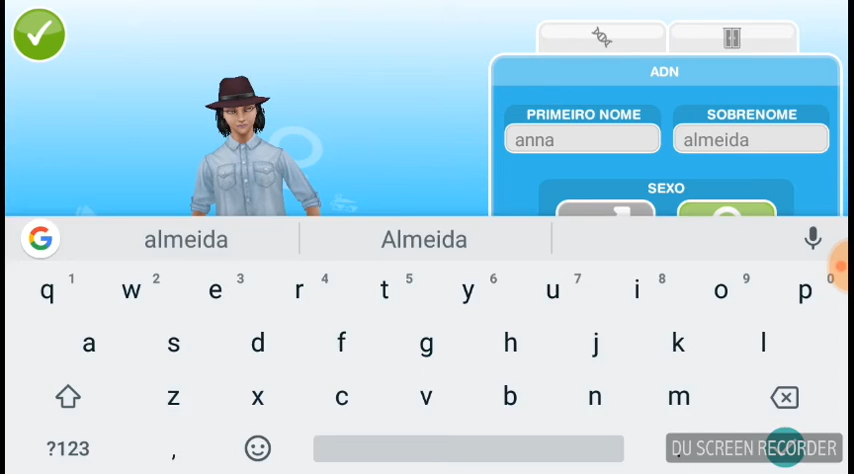 ADN
PRIMEIRO NOME SOBRENOME
anna almeida
SEXO
G almeida Almeida
q 1 w 2 e 3 r 4 t 5 y 6 u 7 i 8 o 9 p 0
a s d f g h j k l
z x c v b n m
?123 , . DU SCREEN RECORDER